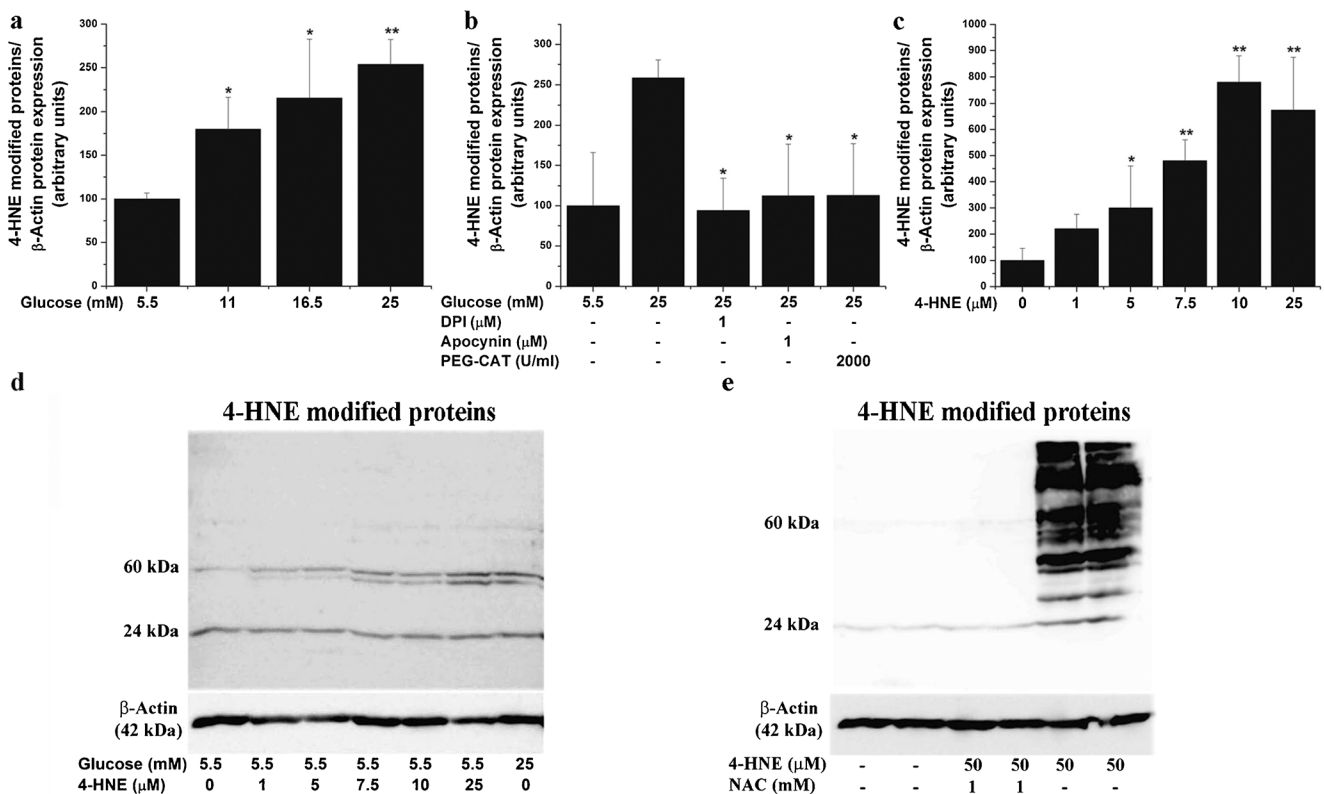 a
4-HNE modified proteins/
β-Actin protein expression
(arbitrary units)
300
250
200
150
100
50
0
*
*
**
Glucose (mM) 5.5 11 16.5 25
b
4-HNE modified proteins/
β-Actin protein expression
(arbitrary units)
300
250
200
150
100
50
0
*
*
*
Glucose (mM) 5.5 25 25 25 25
DPI (μM) - - 1 - -
Apocynin (μM) - - - 1 -
PEG-CAT (U/ml) - - - - 2000
c
4-HNE modified proteins/
β-Actin protein expression
(arbitrary units)
1000
900
800
700
600
500
400
300
200
100
0
*
**
**
**
4-HNE (μM) 0 1 5 7.5 10 25
d
4-HNE modified proteins
60 kDa
24 kDa
β-Actin
(42 kDa)
Glucose (mM) 5.5 5.5 5.5 5.5 5.5 5.5 25
4-HNE (μM) 0 1 5 7.5 10 25 0
e
4-HNE modified proteins
60 kDa
24 kDa
β-Actin
(42 kDa)
4-HNE (μM) - - 50 50 50 50
NAC (mM) - - 1 1 - -